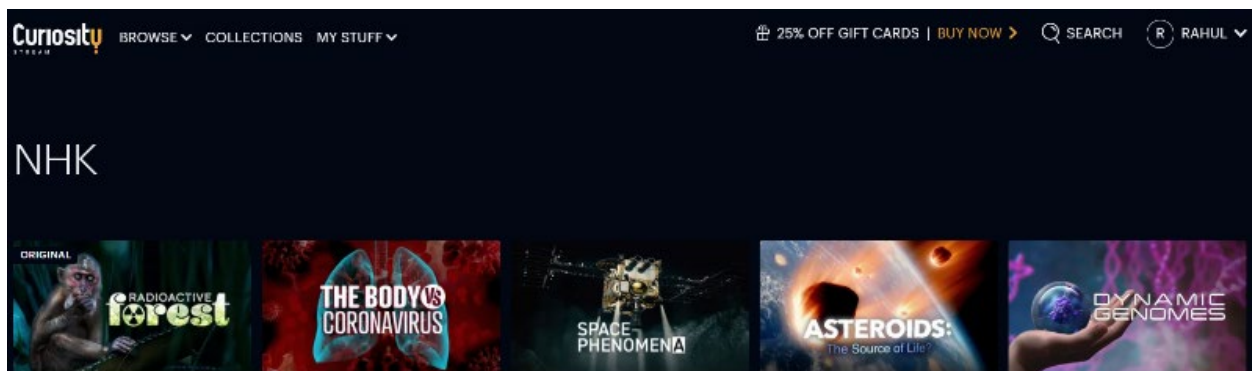 Curiosity
STREAM
BROWSE COLLECTIONS MY STUFF
25% OFF GIFT CARDS | BUY NOW SEARCH R RAHUL
NHK
ORIGINAL
RADIOACTIVE
forest
THE BODY VS
CORONAVIRUS
SPACE
PHENOMENA
ASTEROIDS:
The Source of Life?
DYNAMIC
GENOMES